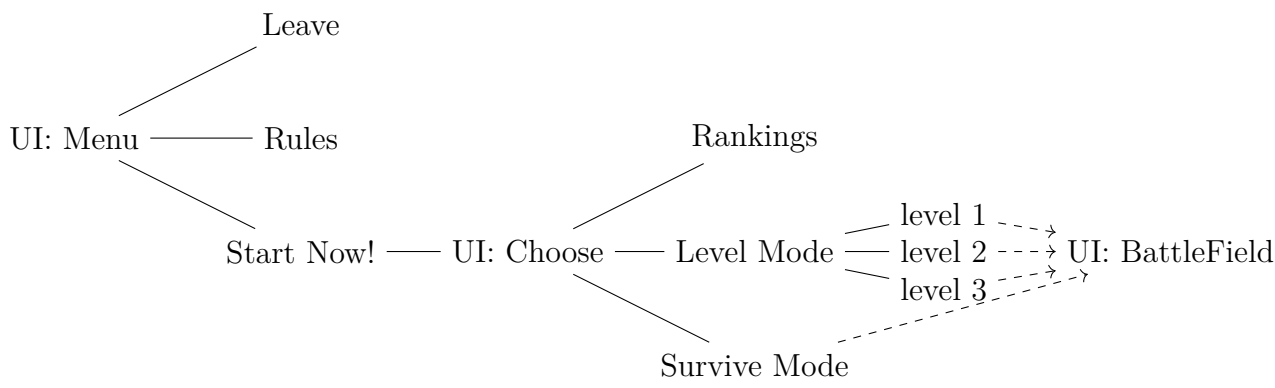 Leave
UI: Menu
Rules
Rankings
level 1
Start Now!
UI: Choose
Level Mode
level 2
UI: BattleField
level 3
Survive Mode